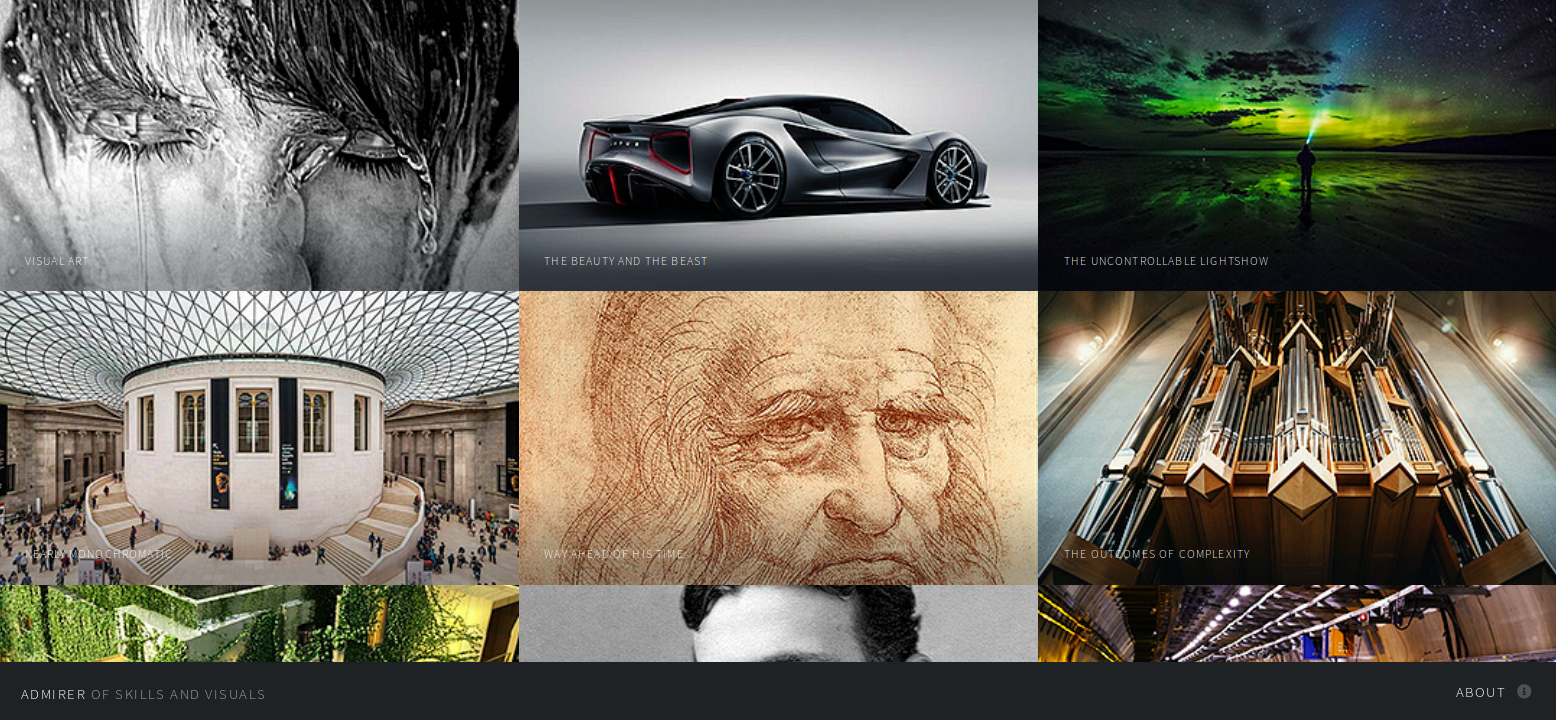 VISUAL ART
THE BEAUTY AND THE BEAST
THE UNCONTROLLABLE LIGHTSHOW
NEARLY MONOCHROMATIC
WAY AHEAD OF HIS TIME
THE OUTCOMES OF COMPLEXITY
ADMIRER OF SKILLS AND VISUALS
ABOUT